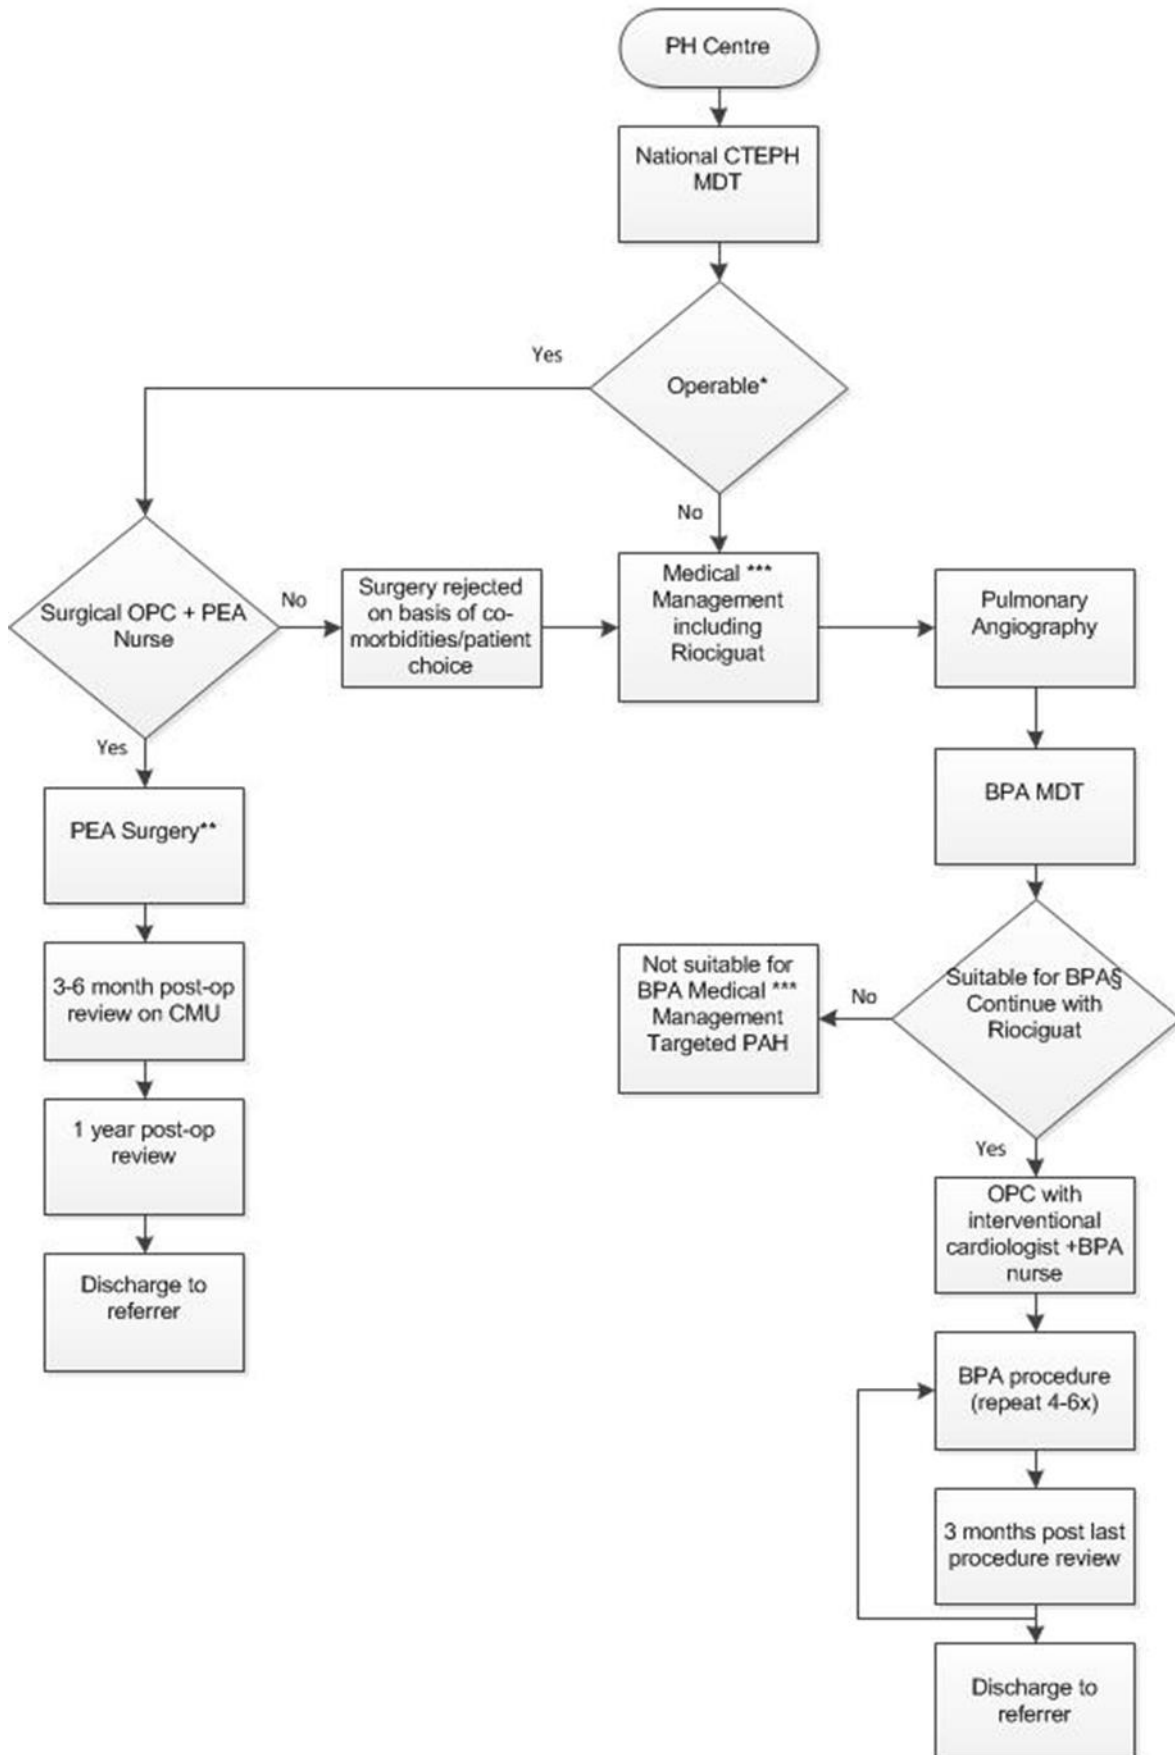 PH Centre
National CTEPH
MDT
Yes
Operable*
No
Surgical OPC + PEA
Nurse
No
Surgery rejected
on basis of co-
morbidities/patient
choice
Medical ***
Management
including
Riociguat
Pulmonary
Angiography
Yes
PEA Surgery**
BPA MDT
3-6 month post-op
review on CMU
Not suitable for
BPA Medical ***
Management
Targeted PAH
No
Suitable for BPA§
Continue with
Riociguat
1 year post-op
review
Yes
OPC with
interventional
cardiologist +BPA
nurse
Discharge to
referrer
BPA procedure
(repeat 4-6x)
3 months post last
procedure review
Discharge to
referrer